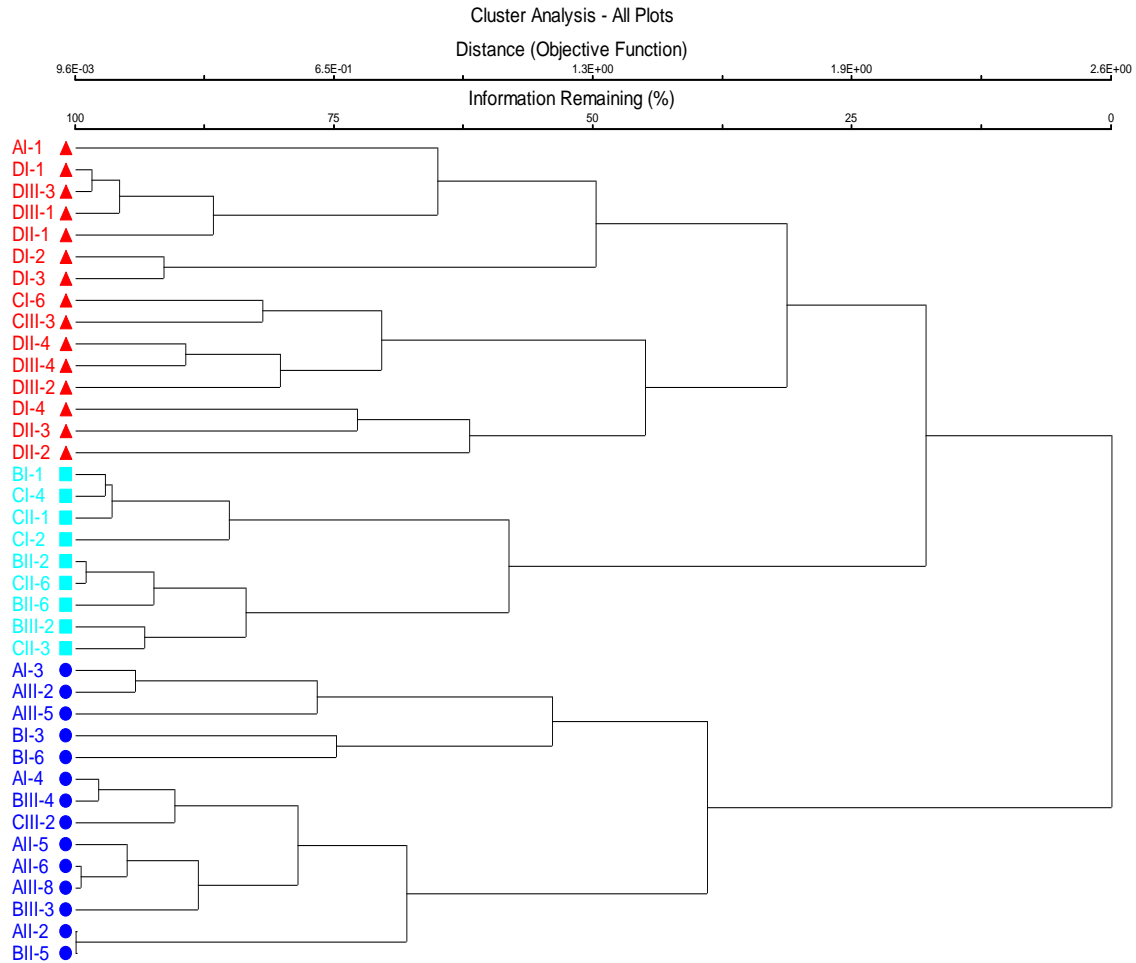 Cluster Analysis - All Plots
Distance (Objective Function)
9.6E-03 6.5E-01 1.3E+00 1.9E+00 2.6E+00
Information Remaining (%)
100 75 50 25 0
AI-1
DI-1
DIII-3
DIII-1
DII-1
DI-2
DI-3
CI-6
CIII-3
DII-4
DIII-4
DIII-2
DI-4
DII-3
DII-2
BI-1
CI-4
CII-1
CI-2
BII-2
CII-6
BII-6
BIII-2
CII-3
AI-3
AIII-2
AIII-5
BI-3
BI-6
AI-4
BIII-4
CIII-2
AII-5
AII-6
AIII-8
BIII-3
AII-2
BII-5